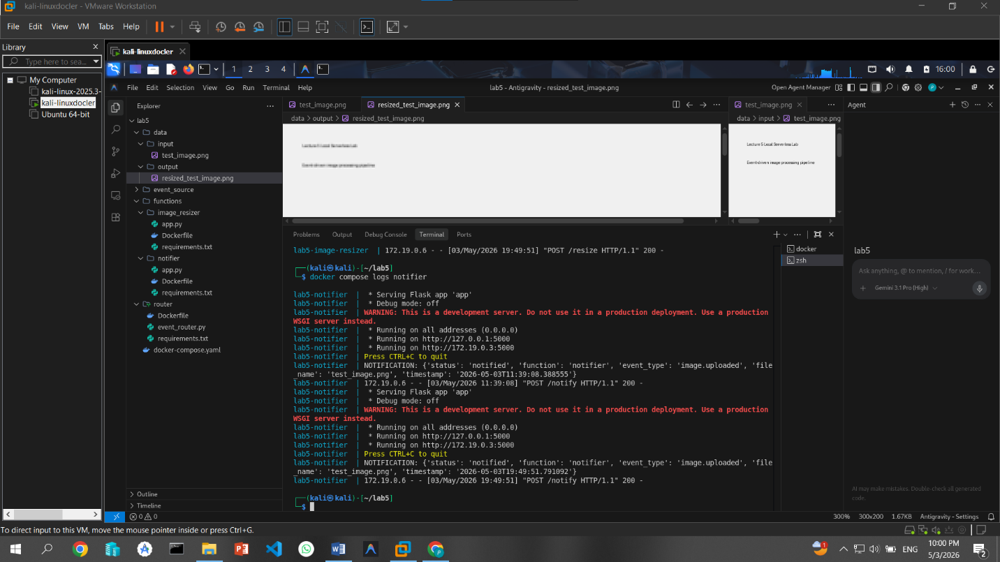 kali-linuxdocler - VMware Workstation
File Edit View VM Tabs Help
Library
Type here to sea...
My Computer
kali-linux-2025.3-
kali-linuxdocler
Ubuntu 64-bit
kali-linuxdocler
1 2 3 4
16:00
File Edit Selection View Go Run Terminal Help
lab5 - Antigravity - resized_test_image.png
Open Agent Manager
Explorer
lab5
data
input
test_image.png
output
resized_test_image.png
event_source
functions
image_resizer
app.py
Dockerfile
requirements.txt
notifier
app.py
Dockerfile
requirements.txt
router
Dockerfile
event_router.py
requirements.txt
docker-compose.yaml
Outline
Timeline
test_image.png
resized_test_image.png
data > output > resized_test_image.png
Lecture 5 Local Serverless Lab
Event-driven image processing pipeline
test_image.png
data > input > test_image.png
Lecture 5 Local Serverless Lab
Event-driven image processing pipeline
Problems Output Debug Console Terminal Ports
lab5-image-resizer | 172.19.0.6 - - [03/May/2026 19:49:51] "POST /resize HTTP/1.1" 200 -
(kali㉿kali)-[~/lab5]
$ docker compose logs notifier
lab5-notifier | * Serving Flask app 'app'
lab5-notifier | * Debug mode: off
lab5-notifier | WARNING: This is a development server. Do not use it in a production deployment. Use a production
WSGI server instead.
lab5-notifier | * Running on all addresses (0.0.0.0)
lab5-notifier | * Running on http://127.0.0.1:5000
lab5-notifier | * Running on http://172.19.0.3:5000
lab5-notifier | Press CTRL+C to quit
lab5-notifier | NOTIFICATION: {'status': 'notified', 'function': 'notifier', 'event_type': 'image.uploaded', 'file
_name': 'test_image.png', 'timestamp': '2026-05-03T11:39:08.388555'}
lab5-notifier | 172.19.0.6 - - [03/May/2026 11:39:08] "POST /notify HTTP/1.1" 200 -
lab5-notifier | * Serving Flask app 'app'
lab5-notifier | * Debug mode: off
lab5-notifier | WARNING: This is a development server. Do not use it in a production deployment. Use a production
WSGI server instead.
lab5-notifier | * Running on all addresses (0.0.0.0)
lab5-notifier | * Running on http://127.0.0.1:5000
lab5-notifier | * Running on http://172.19.0.3:5000
lab5-notifier | Press CTRL+C to quit
lab5-notifier | NOTIFICATION: {'status': 'notified', 'function': 'notifier', 'event_type': 'image.uploaded', 'file
_name': 'test_image.png', 'timestamp': '2026-05-03T19:49:51.791092'}
lab5-notifier | 172.19.0.6 - - [03/May/2026 19:49:51] "POST /notify HTTP/1.1" 200 -
(kali㉿kali)-[~/lab5]
$
docker
zsh
Agent
lab5
Ask anything, @ to mention, / for work...
Gemini 3.1 Pro (High)
AI may make mistakes. Double-check all generated
code.
0 0
300% 300x200 1.67KB Antigravity - Settings
To direct input to this VM, move the mouse pointer inside or press Ctrl+G.
1
ENG
10:00 PM
5/3/2026
2